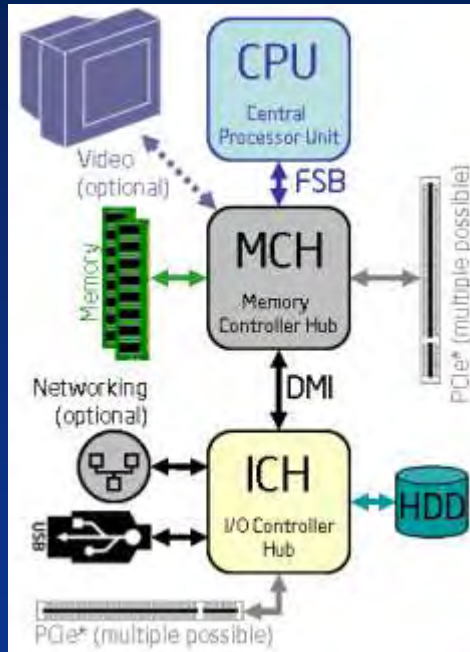 CPU
Central
Processor Unit
Video
(optional)
FSB
MCH
Memory
Controller Hub
Memory
PCIe* (multiple possible)
DMI
Networking
(optional)
ICH
I/O Controller
Hub
HDD
USB
PCIe* (multiple possible)